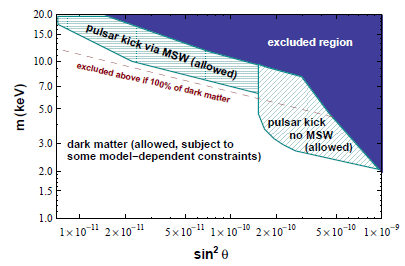 20.0
15.0
10.0
7.0
5.0
3.0
2.0
1.5
1.0
m (keV)
pulsar kick via MSW (allowed)
excluded region
excluded above if 100% of dark matter
pulsar kick
no MSW
(allowed)
dark matter (allowed, subject to
some model-dependent constraints)
1×10⁻¹¹ 2×10⁻¹¹ 5×10⁻¹¹ 1×10⁻¹⁰ 2×10⁻¹⁰ 5×10⁻¹⁰ 1×10⁻⁹
sin² θ